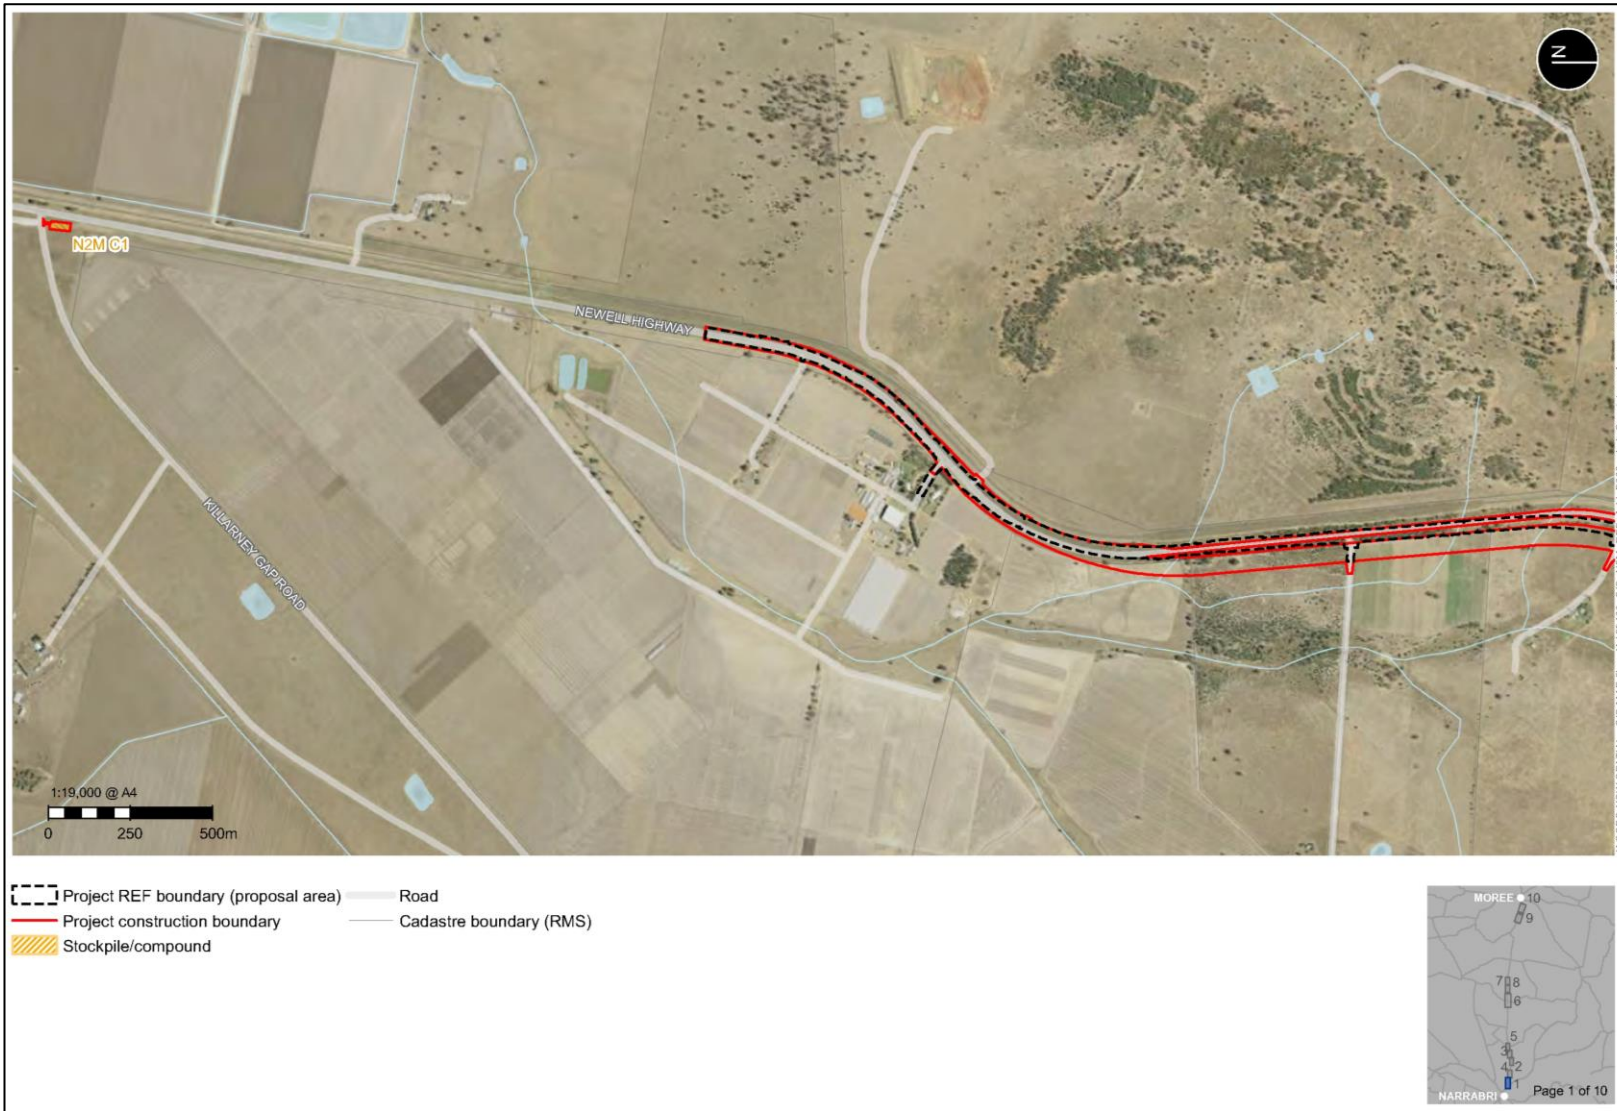 N
N2M C1
NEWELL HIGHWAY
KILLARNEY GAP ROAD
1:19,000 @ A4
0 250 500m
Project REF boundary (proposal area)
Road
Project construction boundary
Cadastre boundary (RMS)
Stockpile/compound
MOREE 10
9
7 8
6
5
3
4 2
1
NARRABRI
Page 1 of 10